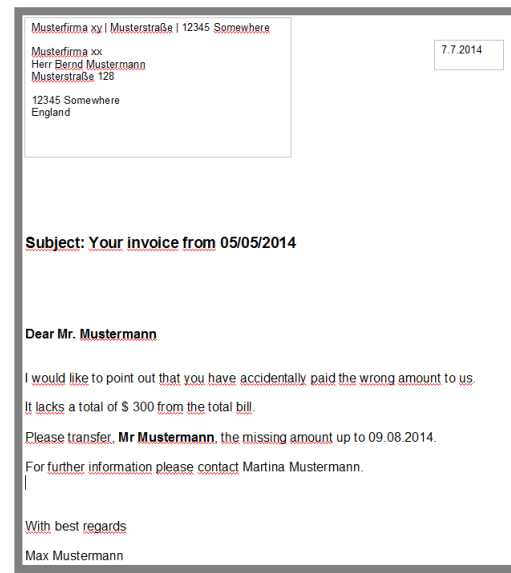 Musterfirma xy | Musterstraße | 12345 Somewhere
Musterfirma xx
Herr Bernd Mustermann
Musterstraße 128
12345 Somewhere
England
7.7.2014
Subject: Your invoice from 05/05/2014
Dear Mr. Mustermann
I would like to point out that you have accidentally paid the wrong amount to us.
It lacks a total of $ 300 from the total bill.
Please transfer, Mr Mustermann, the missing amount up to 09.08.2014.
For further information please contact Martina Mustermann.
With best regards
Max Mustermann